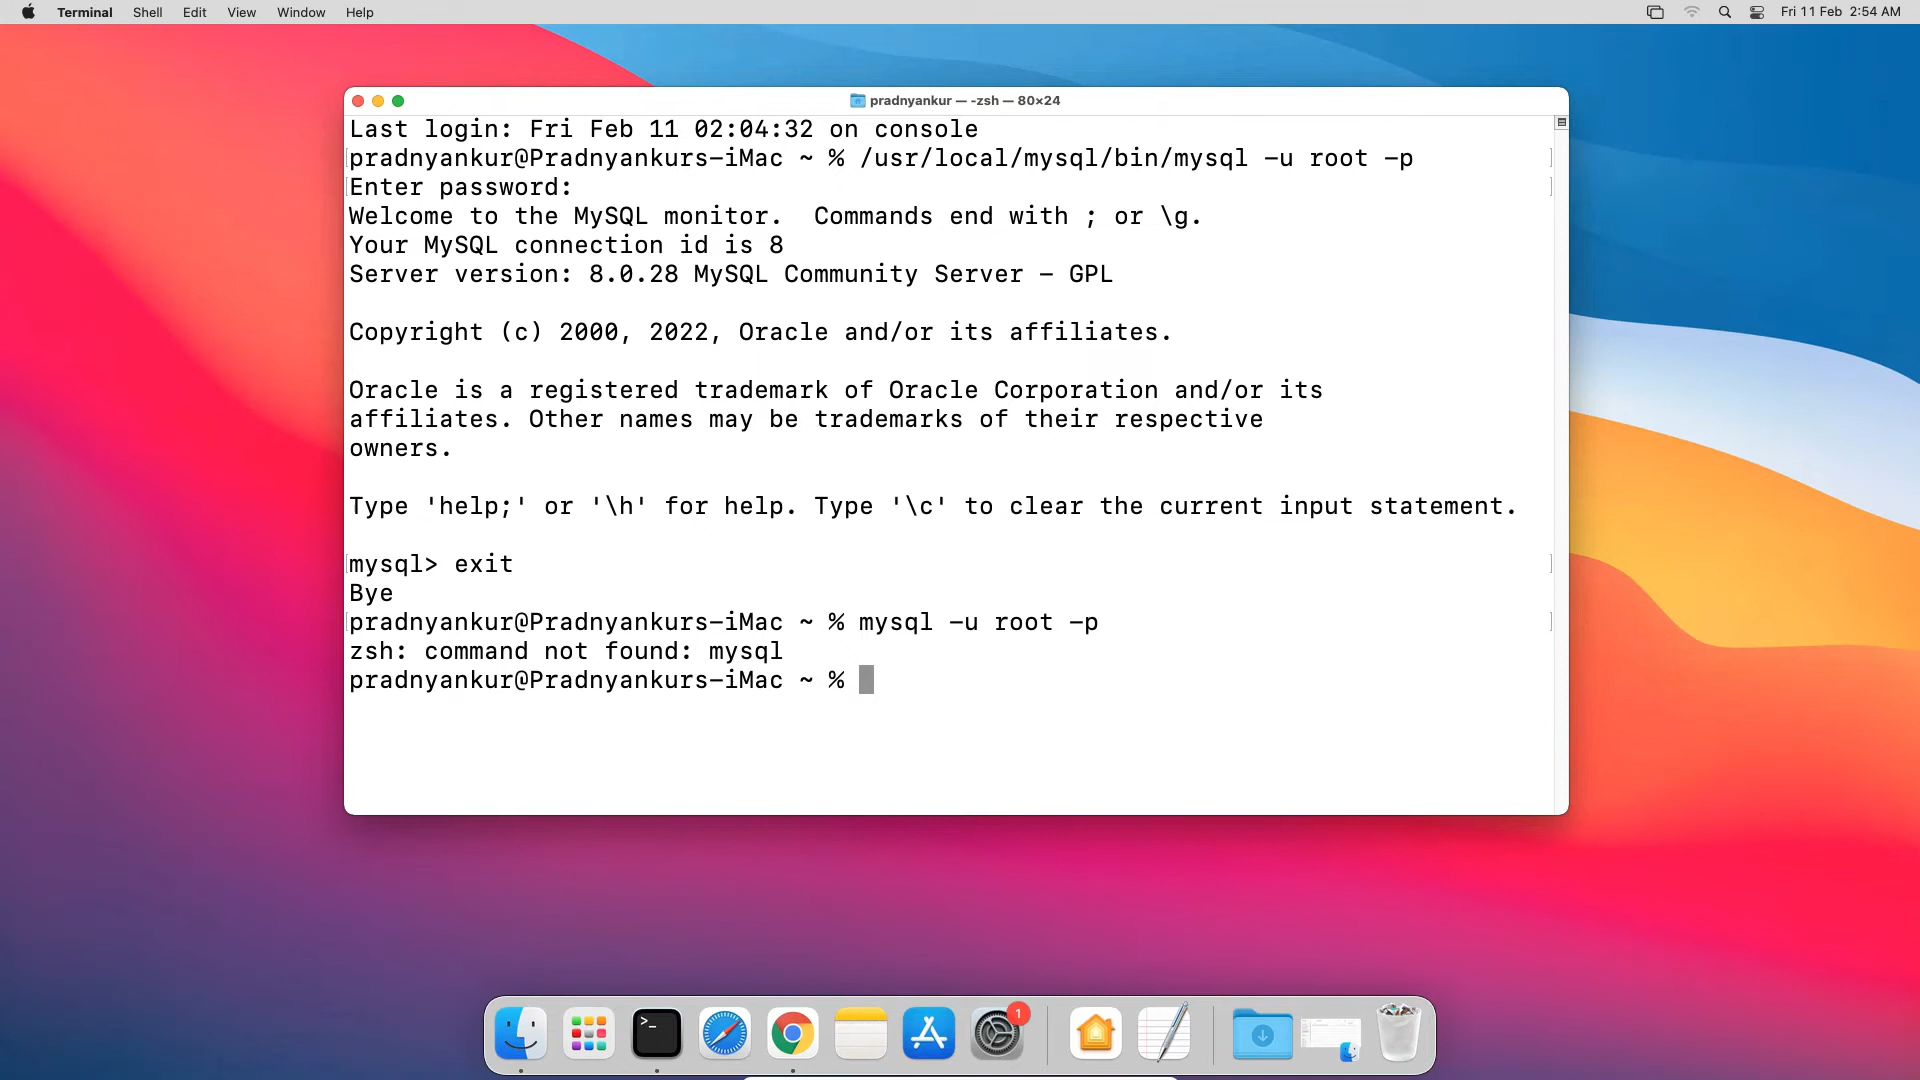 Terminal Shell Edit View Window Help Fri 11 Feb 2:54 AM
pradnyankur — -zsh — 80×24
Last login: Fri Feb 11 02:04:32 on console
pradnyankur@Pradnyankurs-iMac ~ % /usr/local/mysql/bin/mysql -u root -p
Enter password:
Welcome to the MySQL monitor.  Commands end with ; or \g.
Your MySQL connection id is 8
Server version: 8.0.28 MySQL Community Server - GPL
Copyright (c) 2000, 2022, Oracle and/or its affiliates.
Oracle is a registered trademark of Oracle Corporation and/or its
affiliates. Other names may be trademarks of their respective
owners.
Type 'help;' or '\h' for help. Type '\c' to clear the current input statement.
mysql> exit
Bye
pradnyankur@Pradnyankurs-iMac ~ % mysql -u root -p
zsh: command not found: mysql
pradnyankur@Pradnyankurs-iMac ~ %
>_
1